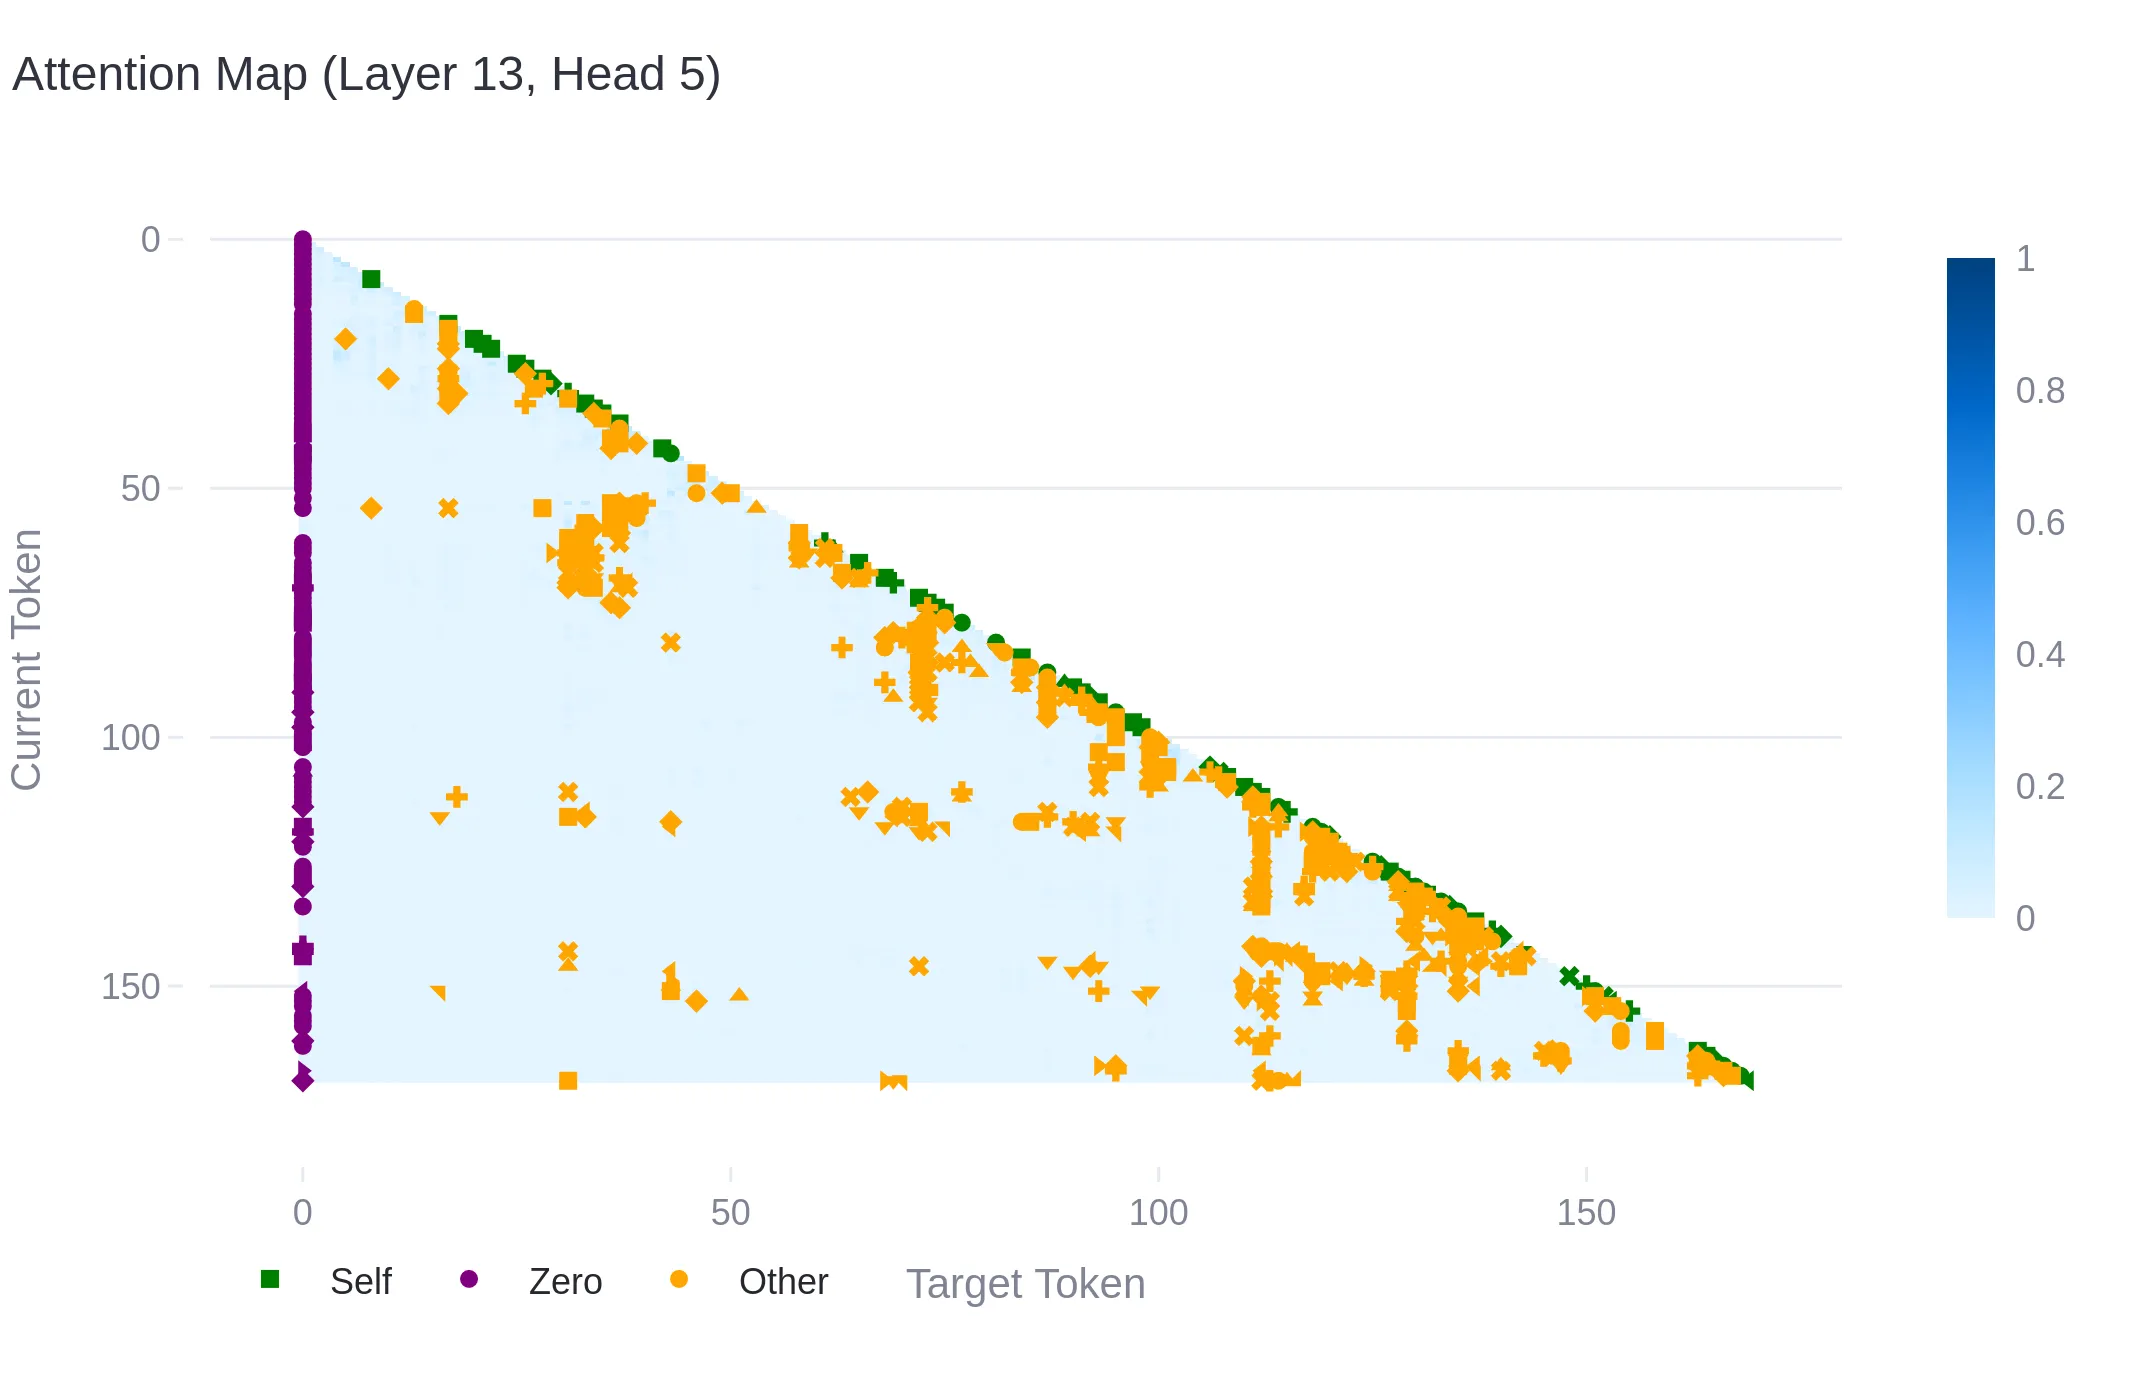 Attention Map (Layer 13, Head 5)
0
50
100
150
Current Token
0
50
100
150
Target Token
Self
Zero
Other
1
0.8
0.6
0.4
0.2
0